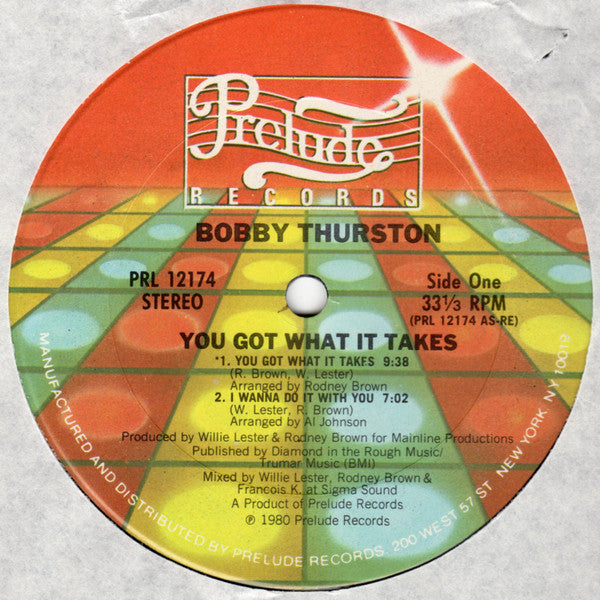 Prelude
RECORDS
BOBBY THURSTON
PRL 12174
STEREO
Side One
33⅓ RPM
(PRL 12174 AS-RE)
YOU GOT WHAT IT TAKES
*1. YOU GOT WHAT IT TAKES 9:38
(R. Brown, W. Lester)
Arranged by Rodney Brown
2. I WANNA DO IT WITH YOU 7:02
(W. Lester, R. Brown)
Arranged by Al Johnson
Produced by Willie Lester & Rodney Brown for Mainline Productions
Published by Diamond in the Rough Music/
Trumar Music (BMI)
Mixed by Willie Lester, Rodney Brown &
Francois K. at Sigma Sound
A Product of Prelude Records
℗ 1980 Prelude Records
MANUFACTURED AND DISTRIBUTED BY PRELUDE RECORDS, 200 WEST 57 ST NEW YORK, NY 10019